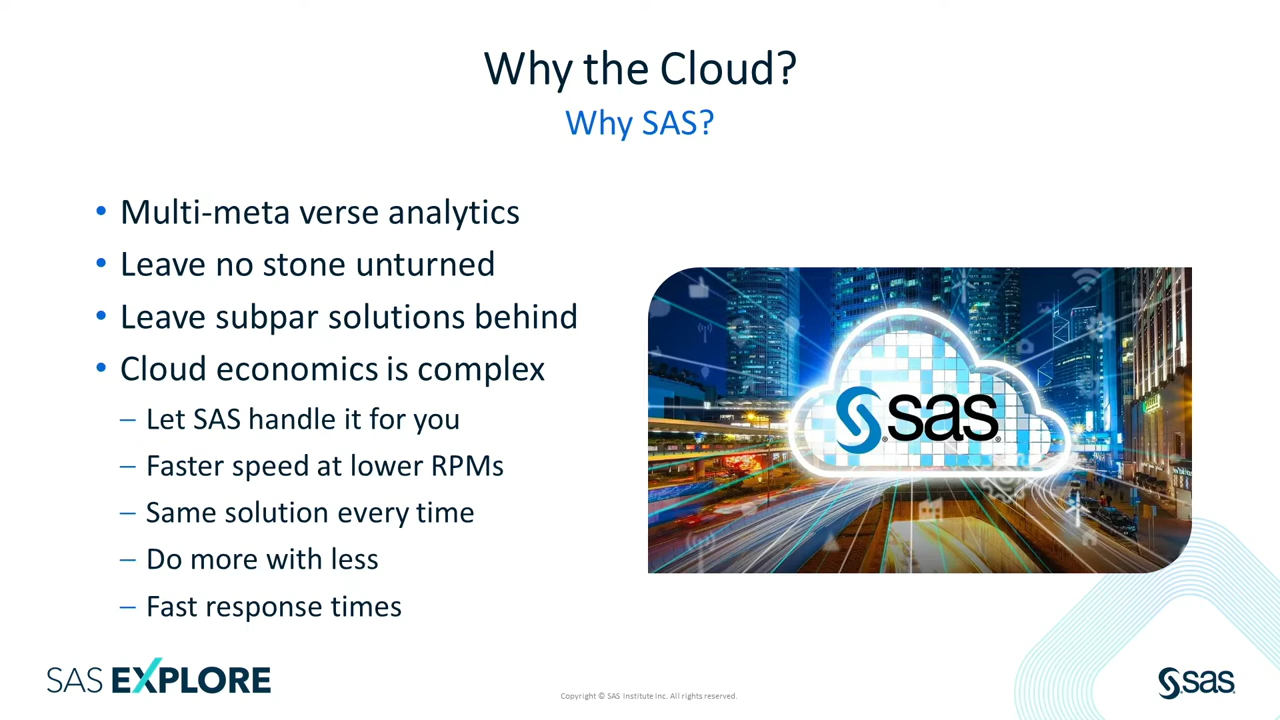 Why the Cloud?
Why SAS?
• Multi-meta verse analytics
• Leave no stone unturned
• Leave subpar solutions behind
• Cloud economics is complex
– Let SAS handle it for you
– Faster speed at lower RPMs
– Same solution every time
– Do more with less
– Fast response times
sas
SAS EXPLORE
Copyright © SAS Institute Inc. All rights reserved.
sas